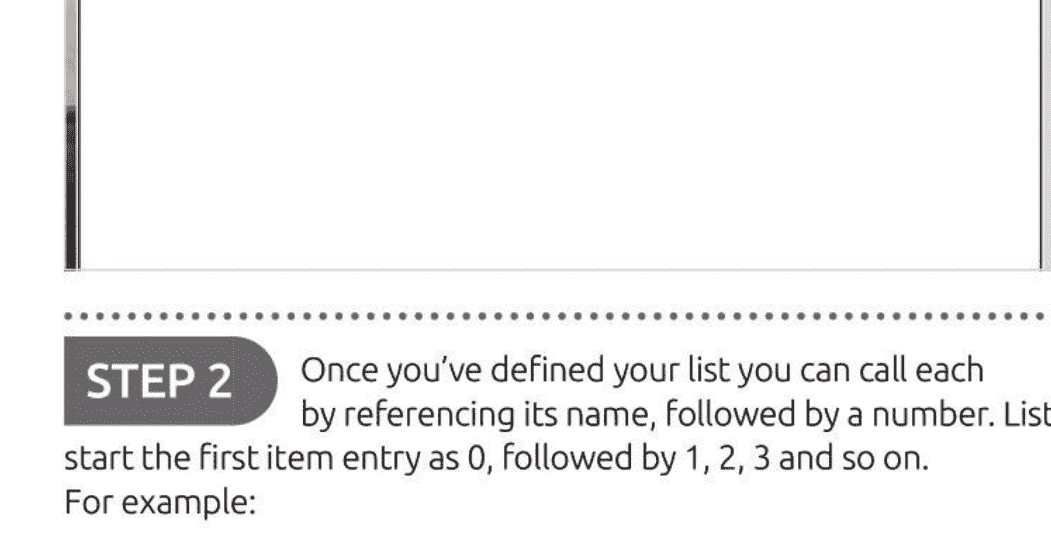 STEP 2 Once you've defined your list you can call each
by referencing its name, followed by a number. List
start the first item entry as 0, followed by 1, 2, 3 and so on.
For example: